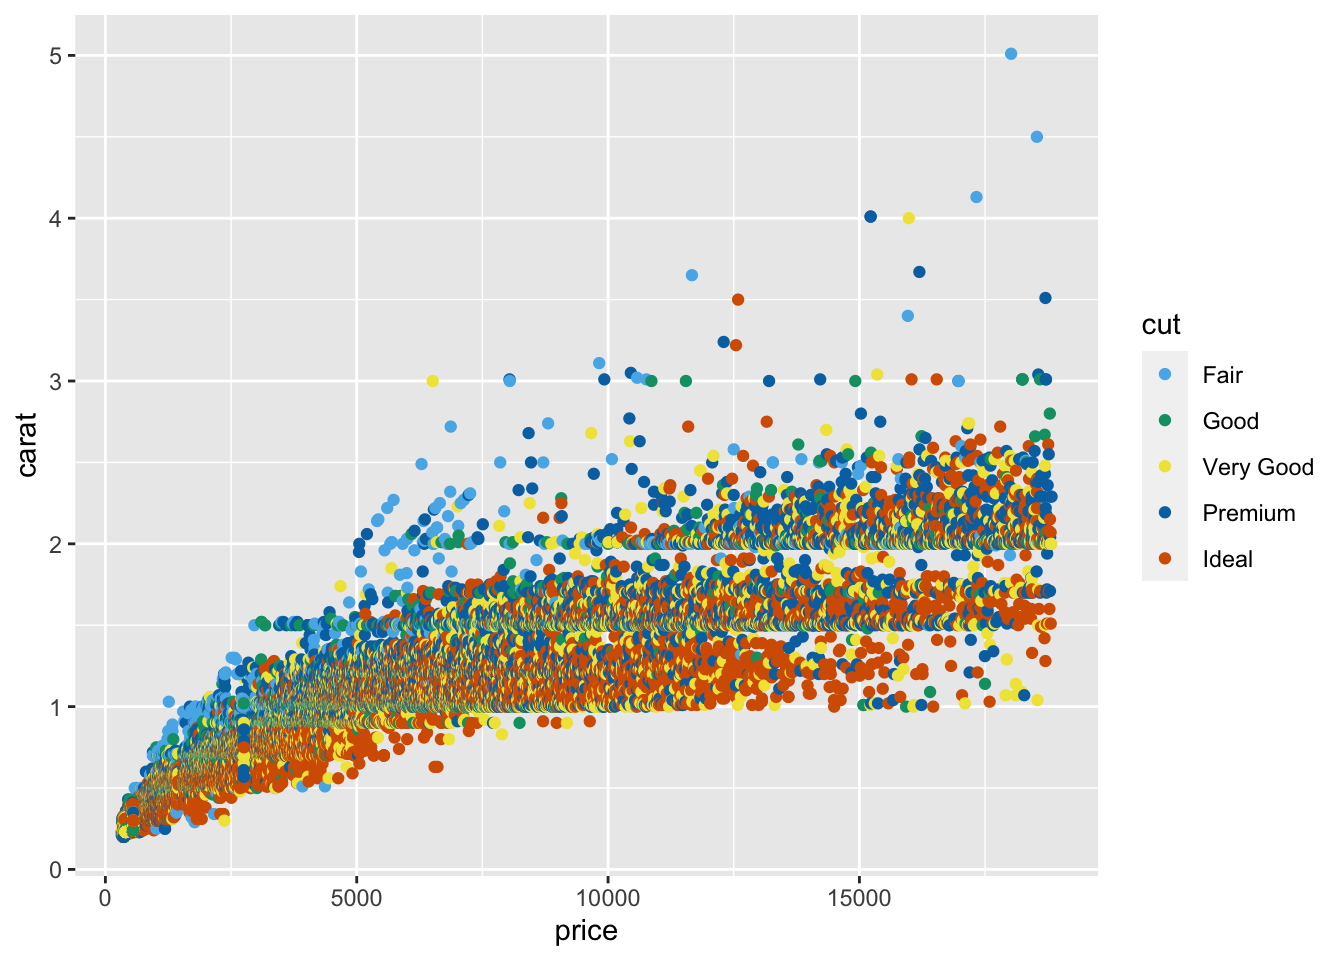 5
4
3
2
1
0
carat
0 5000 10000 15000
price
cut
Fair
Good
Very Good
Premium
Ideal